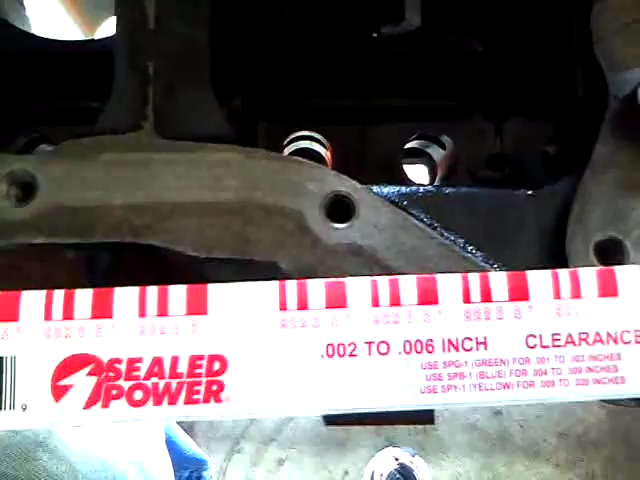 .002 TO .006 INCH CLEARANCE
USE SPG-1 (GREEN) FOR .001 TO .003 INCHES
USE SPB-1 (BLUE) FOR .004 TO .009 INCHES
USE SPY-1 (YELLOW) FOR .009 TO .020 INCHES
SEALED
POWER
9